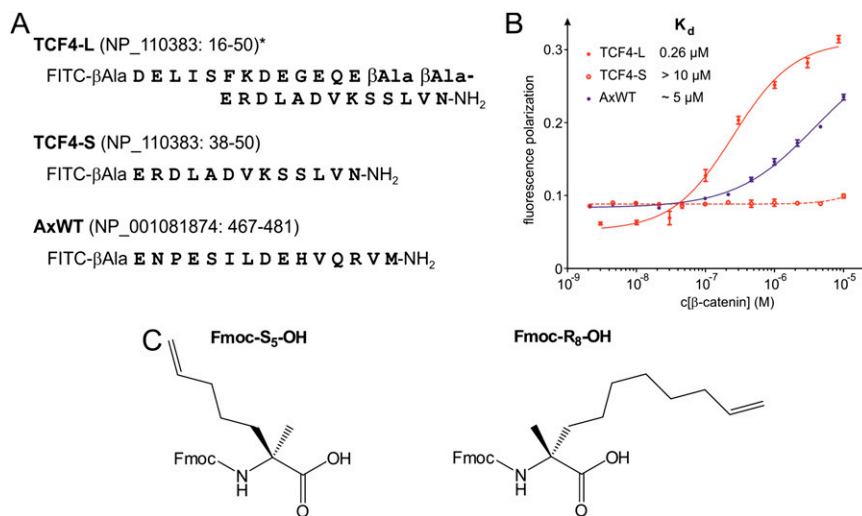 A
TCF4-L (NP_110383: 16-50)*
FITC-βAla D E L I S F K D E G E Q E βAla βAla-
E R D L A D V K S S L V N-NH2
TCF4-S (NP_110383: 38-50)
FITC-βAla E R D L A D V K S S L V N-NH2
AxWT (NP_001081874: 467-481)
FITC-βAla E N P E S I L D E H V Q R V M-NH2
B
Kd
TCF4-L 0.26 µM
TCF4-S > 10 µM
AxWT ~ 5 µM
fluorescence polarization
0.3
0.2
0.1
0.0
10⁻⁹ 10⁻⁸ 10⁻⁷ 10⁻⁶ 10⁻⁵
c[β-catenin] (M)
C
Fmoc-S5-OH
Fmoc
N
H
OH
O
Fmoc-R8-OH
Fmoc
N
H
OH
O